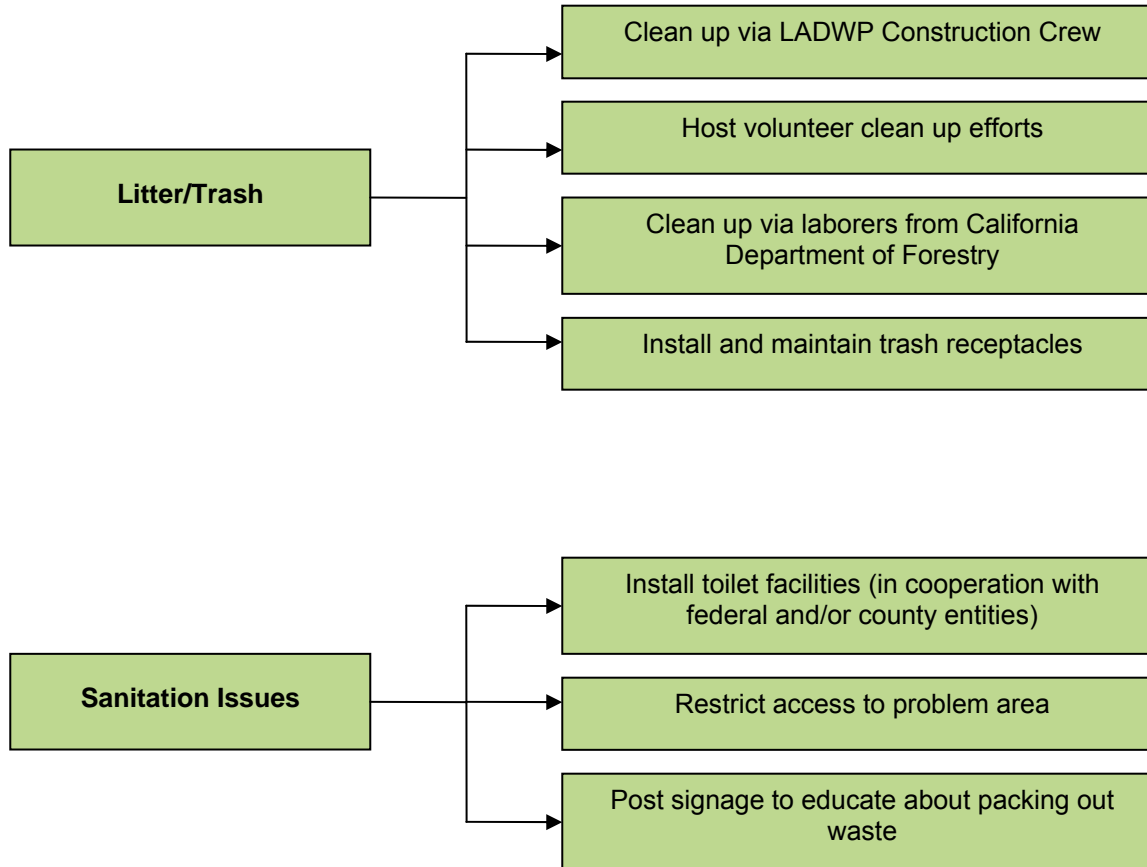 Clean up via LADWP Construction Crew
Host volunteer clean up efforts
Litter/Trash
Clean up via laborers from California
Department of Forestry
Install and maintain trash receptacles
Install toilet facilities (in cooperation with
federal and/or county entities)
Sanitation Issues
Restrict access to problem area
Post signage to educate about packing out
waste